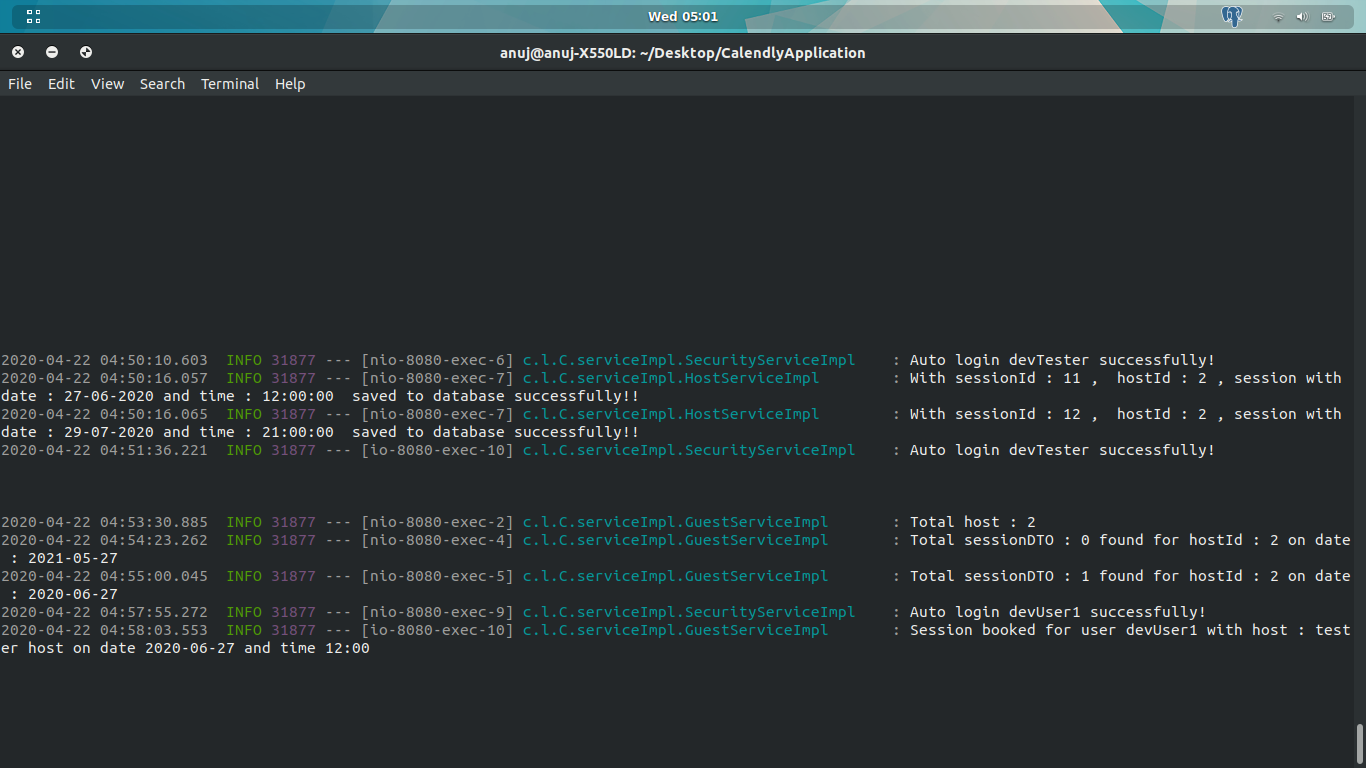 Wed 05:01
anuj@anuj-X550LD: ~/Desktop/CalendlyApplication
File Edit View Search Terminal Help
2020-04-22 04:50:10.603  INFO 31877 --- [nio-8080-exec-6] c.l.C.serviceImpl.SecurityServiceImpl    : Auto login devTester successfully!
2020-04-22 04:50:16.057  INFO 31877 --- [nio-8080-exec-7] c.l.C.serviceImpl.HostServiceImpl        : With sessionId : 11 ,  hostId : 2 , session with
date : 27-06-2020 and time : 12:00:00  saved to database successfully!!
2020-04-22 04:50:16.065  INFO 31877 --- [nio-8080-exec-7] c.l.C.serviceImpl.HostServiceImpl        : With sessionId : 12 ,  hostId : 2 , session with
date : 29-07-2020 and time : 21:00:00  saved to database successfully!!
2020-04-22 04:51:36.221  INFO 31877 --- [io-8080-exec-10] c.l.C.serviceImpl.SecurityServiceImpl    : Auto login devTester successfully!
2020-04-22 04:53:30.885  INFO 31877 --- [nio-8080-exec-2] c.l.C.serviceImpl.GuestServiceImpl       : Total host : 2
2020-04-22 04:54:23.262  INFO 31877 --- [nio-8080-exec-4] c.l.C.serviceImpl.GuestServiceImpl       : Total sessionDTO : 0 found for hostId : 2 on date
 : 2021-05-27
2020-04-22 04:55:00.045  INFO 31877 --- [nio-8080-exec-5] c.l.C.serviceImpl.GuestServiceImpl       : Total sessionDTO : 1 found for hostId : 2 on date
 : 2020-06-27
2020-04-22 04:57:55.272  INFO 31877 --- [nio-8080-exec-9] c.l.C.serviceImpl.SecurityServiceImpl    : Auto login devUser1 successfully!
2020-04-22 04:58:03.553  INFO 31877 --- [io-8080-exec-10] c.l.C.serviceImpl.GuestServiceImpl       : Session booked for user devUser1 with host : test
er host on date 2020-06-27 and time 12:00